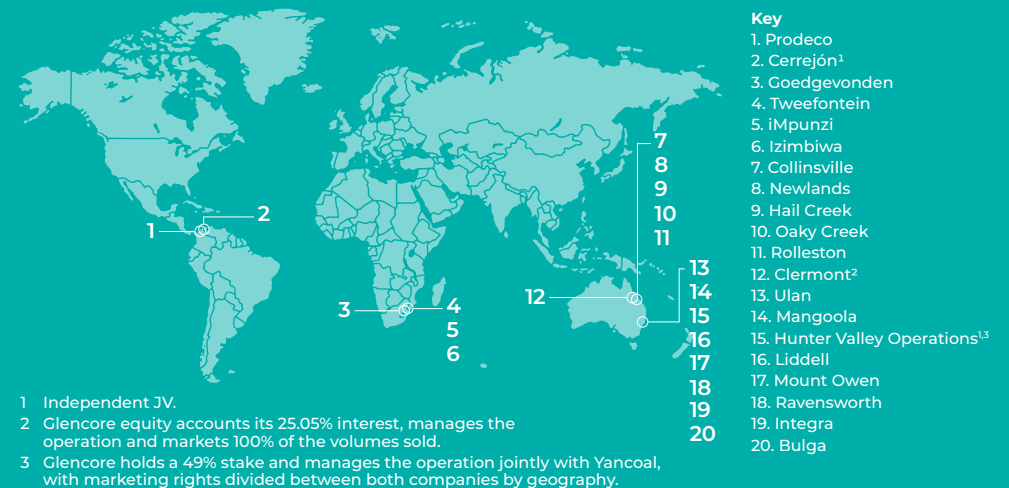 Key
1. Prodeco
2. Cerrejón¹
3. Goedgevonden
4. Tweefontein
5. iMpunzi
6. Izimbiwa
7. Collinsville
8. Newlands
9. Hail Creek
10. Oaky Creek
11. Rolleston
12. Clermont²
13. Ulan
14. Mangoola
15. Hunter Valley Operations¹,³
16. Liddell
17. Mount Owen
18. Ravensworth
19. Integra
20. Bulga
1
2
3
4
5
6
7
8
9
10
11
12
13
14
15
16
17
18
19
20
1 Independent JV.
2 Glencore equity accounts its 25.05% interest, manages the
operation and markets 100% of the volumes sold.
3 Glencore holds a 49% stake and manages the operation jointly with Yancoal,
with marketing rights divided between both companies by geography.